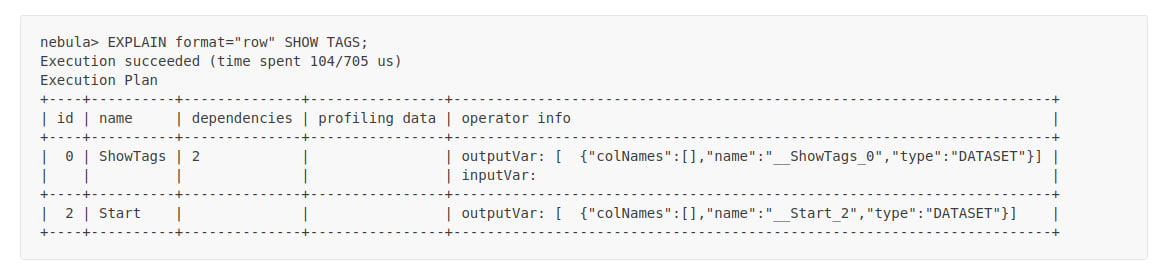 nebula> EXPLAIN format="row" SHOW TAGS;
Execution succeeded (time spent 104/705 us)
Execution Plan
+----+----------+--------------+----------------+-----------------------------------------------------------------------+
| id | name     | dependencies | profiling data | operator info                                                         |
+----+----------+--------------+----------------+-----------------------------------------------------------------------+
|  0 | ShowTags | 2            |                | outputVar: [  {"colNames":[],"name":"__ShowTags_0","type":"DATASET"}] |
|    |          |              |                | inputVar:                                                             |
+----+----------+--------------+----------------+-----------------------------------------------------------------------+
|  2 | Start    |              |                | outputVar: [  {"colNames":[],"name":"__Start_2","type":"DATASET"}]    |
+----+----------+--------------+----------------+-----------------------------------------------------------------------+